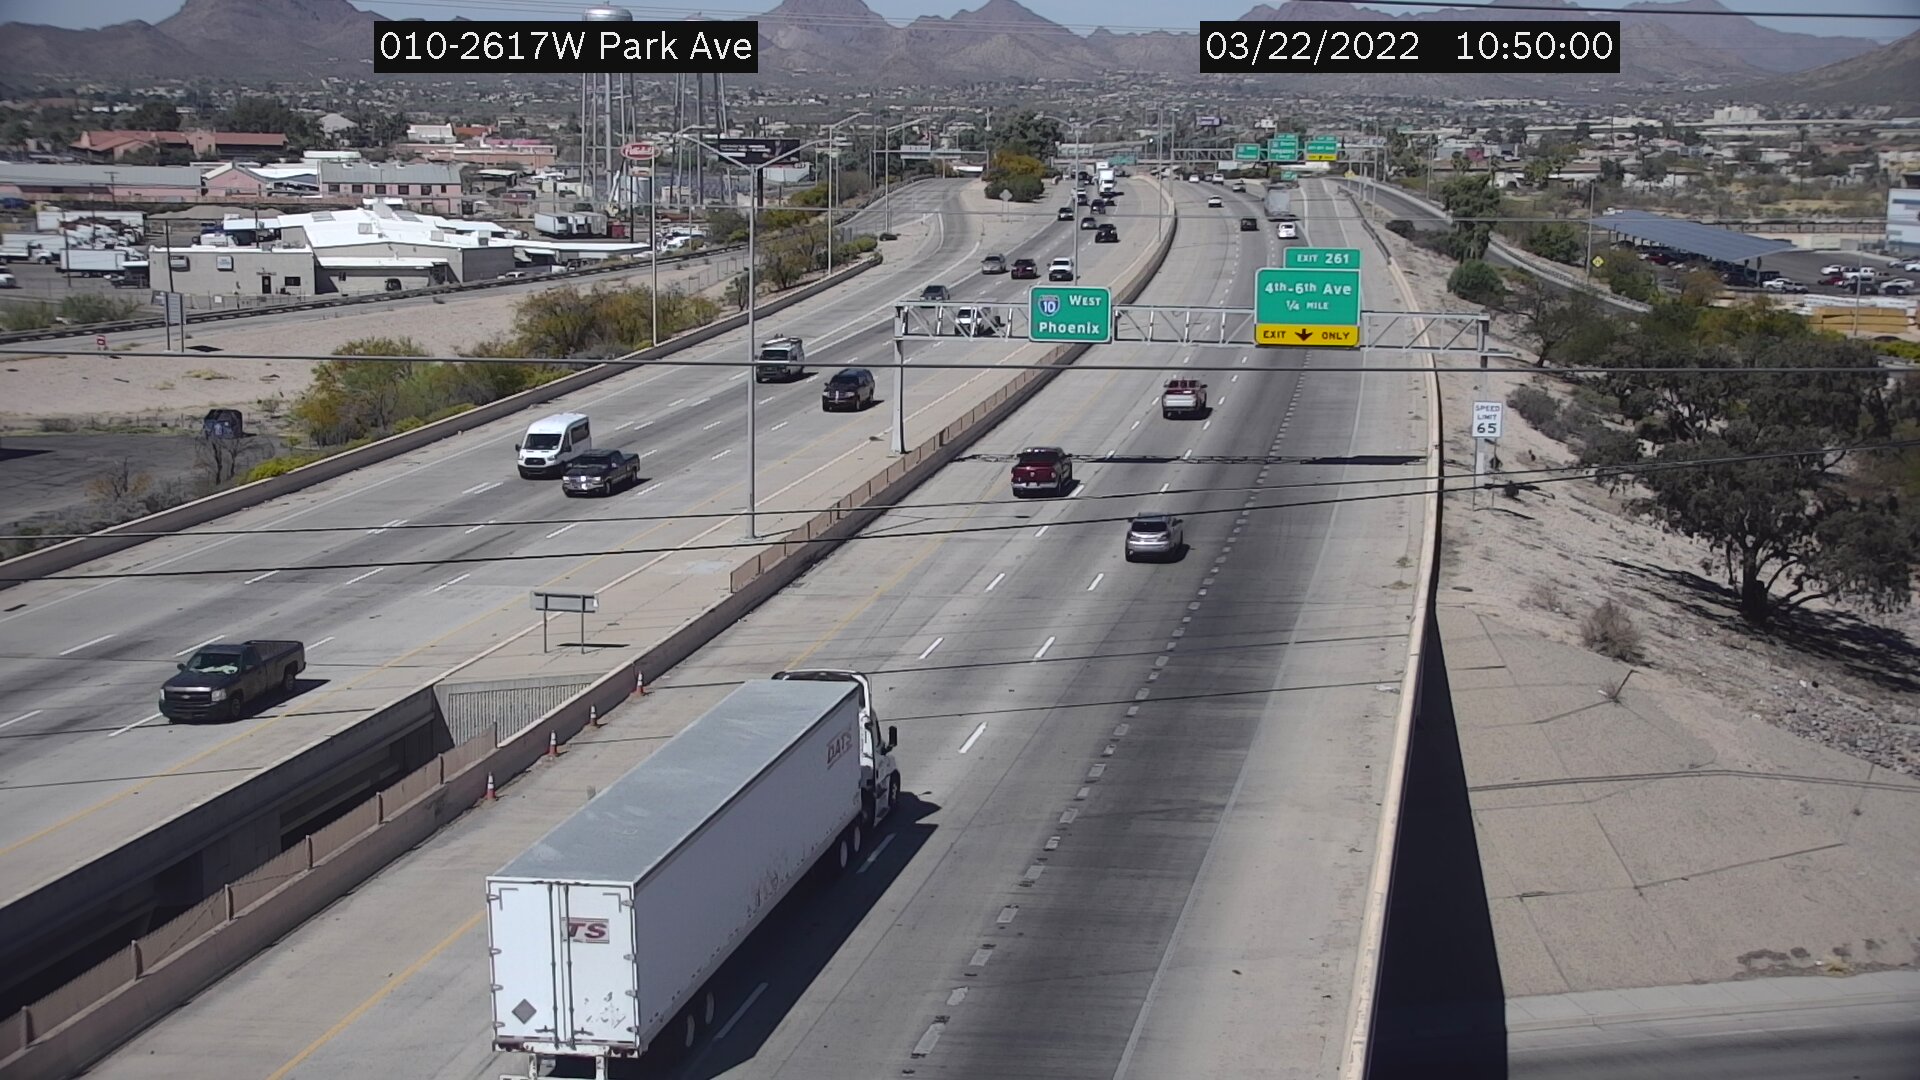 010-2617W Park Ave
03/22/2022 10:50:00
EXIT 261
4th-6th Ave
1/4 MILE
EXIT ONLY
10 WEST
Phoenix
SPEED
LIMIT
65
DATS
TS